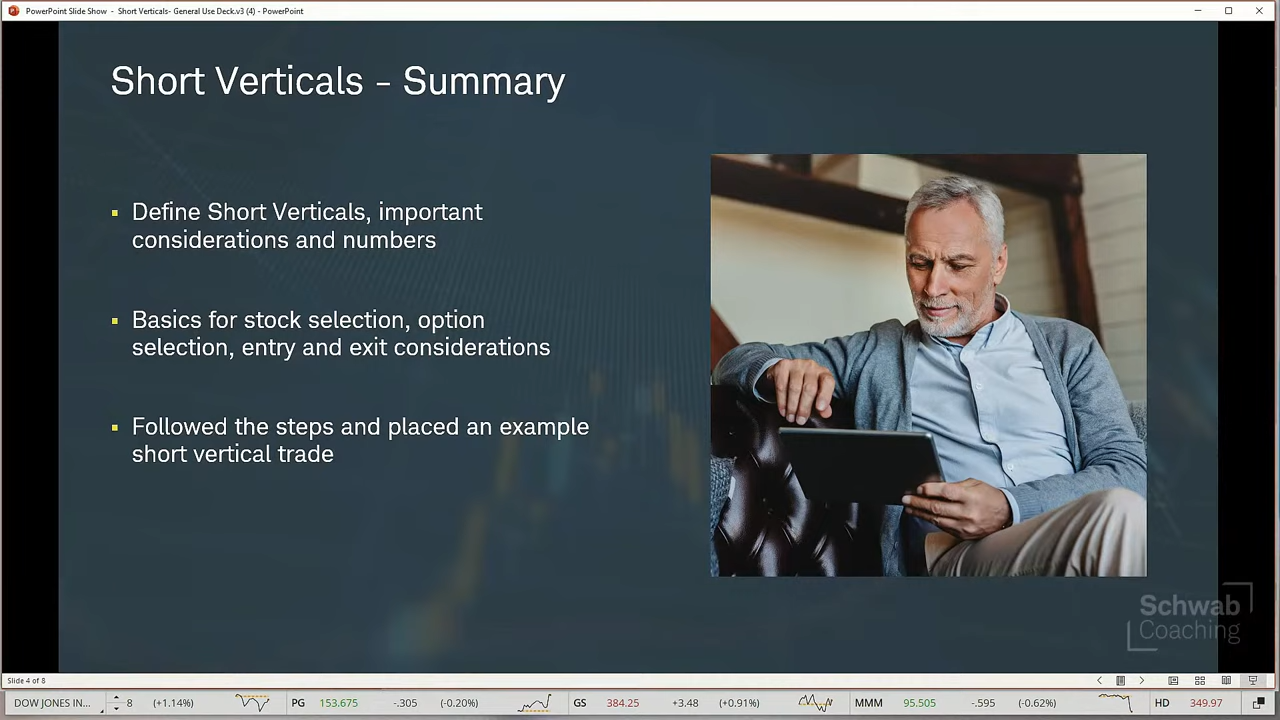 PowerPoint Slide Show - Short Verticals- General Use Deck.v3 (4) - PowerPoint
Short Verticals – Summary
▪ Define Short Verticals, important
considerations and numbers
▪ Basics for stock selection, option
selection, entry and exit considerations
▪ Followed the steps and placed an example
short vertical trade
Schwab
Coaching
Slide 4 of 8
DOW JONES IN... 8 (+1.14%) PG 153.675 -.305 (-0.20%) GS 384.25 +3.48 (+0.91%) MMM 95.505 -.595 (-0.62%) HD 349.97